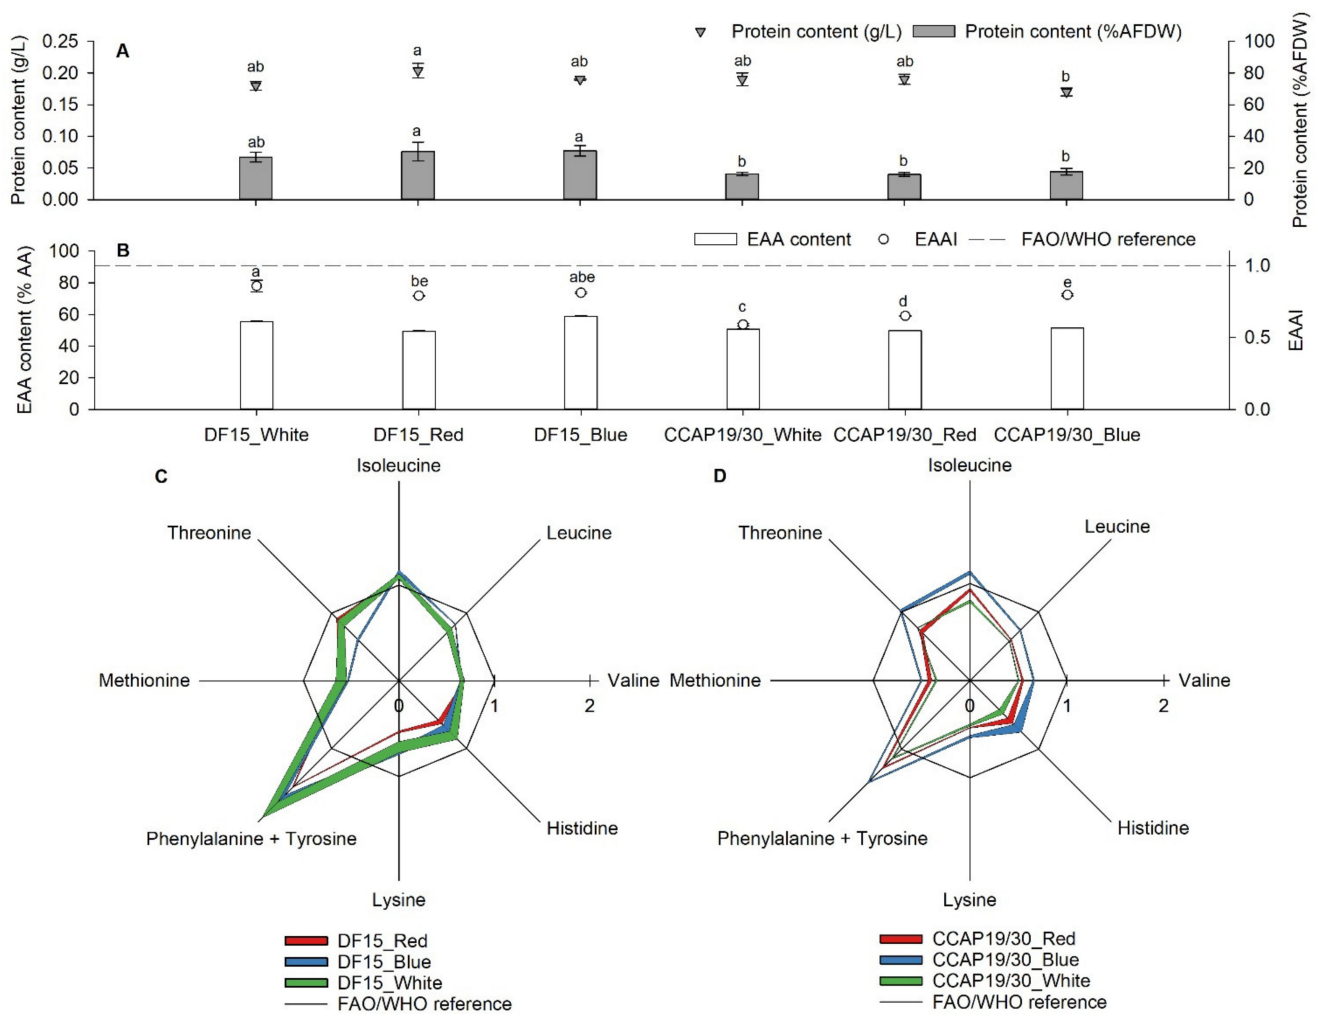 A
Protein content (g/L)
Protein content (%AFDW)
Protein content (g/L)
0.25
0.20
0.15
0.10
0.05
0.00
ab
a
ab
ab
ab
b
ab
a
a
b
b
b
100
80
60
40
20
0
Protein content (%AFDW)
B
EAA content
EAAI
FAO/WHO reference
EAA content (% AA)
100
80
60
40
20
0
a
be
abe
c
d
e
1.0
0.5
0.0
EAAI
DF15_White
DF15_Red
DF15_Blue
CCAP19/30_White
CCAP19/30_Red
CCAP19/30_Blue
C
Isoleucine
Threonine
Leucine
Methionine
Valine
0
1
2
Phenylalanine + Tyrosine
Histidine
Lysine
DF15_Red
DF15_Blue
DF15_White
FAO/WHO reference
D
Isoleucine
Threonine
Leucine
Methionine
Valine
0
1
2
Phenylalanine + Tyrosine
Histidine
Lysine
CCAP19/30_Red
CCAP19/30_Blue
CCAP19/30_White
FAO/WHO reference